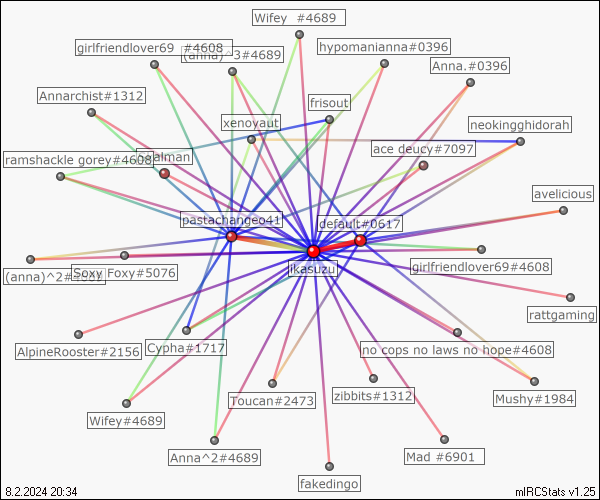 Wifey  #4689
girlfriendlover69  #4608
(anna)^3#4689
hypomanianna#0396
Anna.#0396
Annarchist#1312
frisout
xenoyaut
neokingghidorah
ace deucy#7097
ramshackle gorey#4608
avelicious
pastachangeo41
default#0617
ikasuzu
girlfriendlover69#4608
(anna)^2#
Soxy Foxy#5076
rattgaming
AlpineRooster#2156
Cypha#1717
no cops no laws no hope#4608
Toucan#2473
zibbits#1312
Mushy#1984
Wifey#4689
Anna^2#4689
Mad #6901
fakedingo
8.2.2024 20:34
mIRCStats v1.25